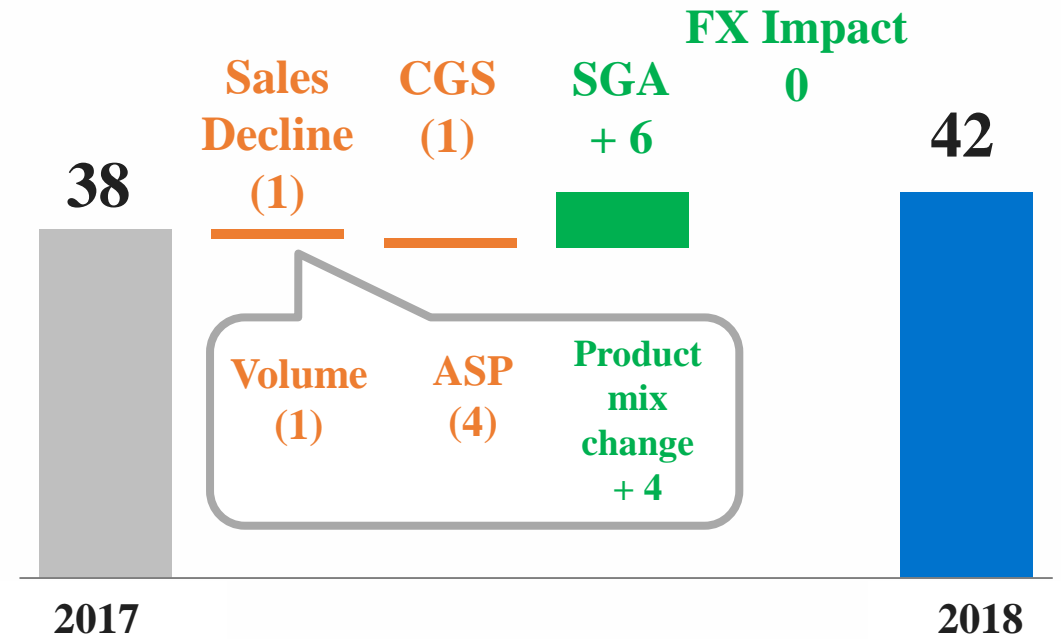 38
Sales
Decline
(1)
CGS
(1)
SGA
+ 6
FX Impact
0
42
Volume
(1)
ASP
(4)
Product
mix
change
+ 4
2017
2018